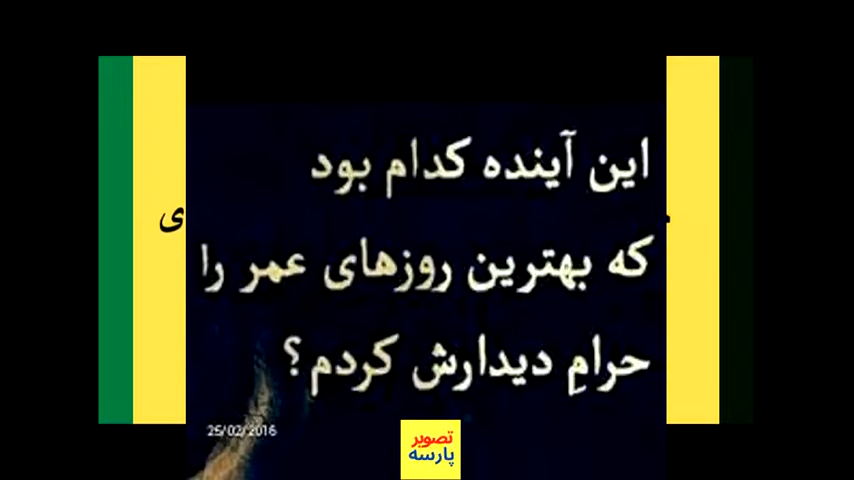 این آینده کدام بود
که بهترین روزهای عمر را
حرامِ دیدارش کردم؟
25/02/2016
تصویر
پارسه